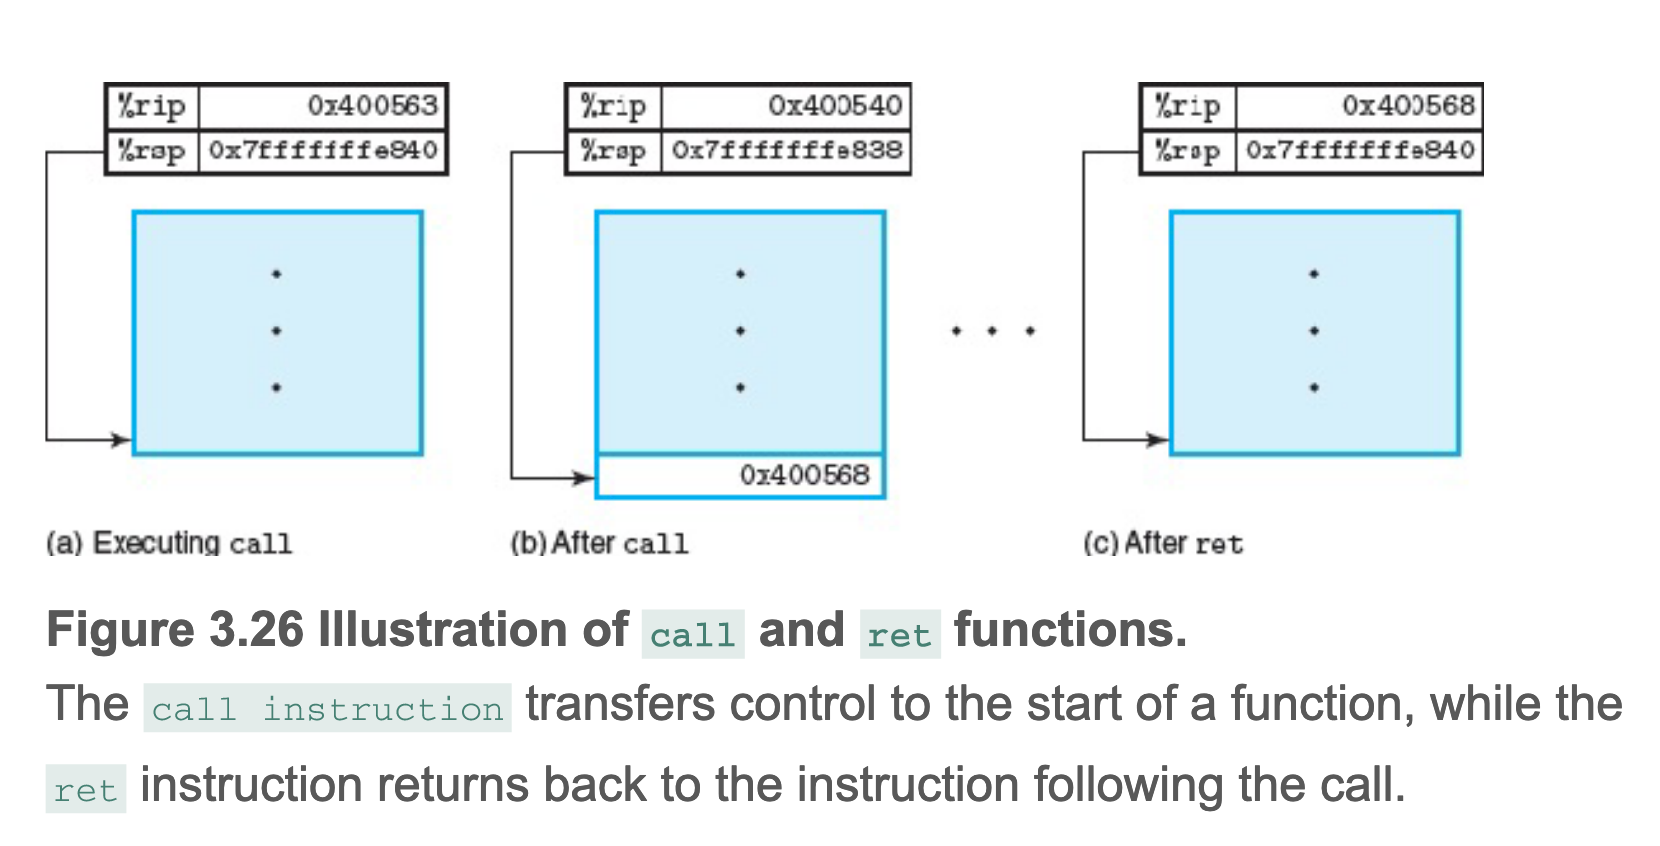 %rip 0x400563 %rip 0x400540 %rip 0x400568
%rsp 0x7fffffffe840 %rsp 0x7fffffffe838 %rsp 0x7fffffffe840
0x400568
(a) Executing call (b) After call (c) After ret
Figure 3.26 Illustration of call and ret functions.
The call instruction transfers control to the start of a function, while the
ret instruction returns back to the instruction following the call.